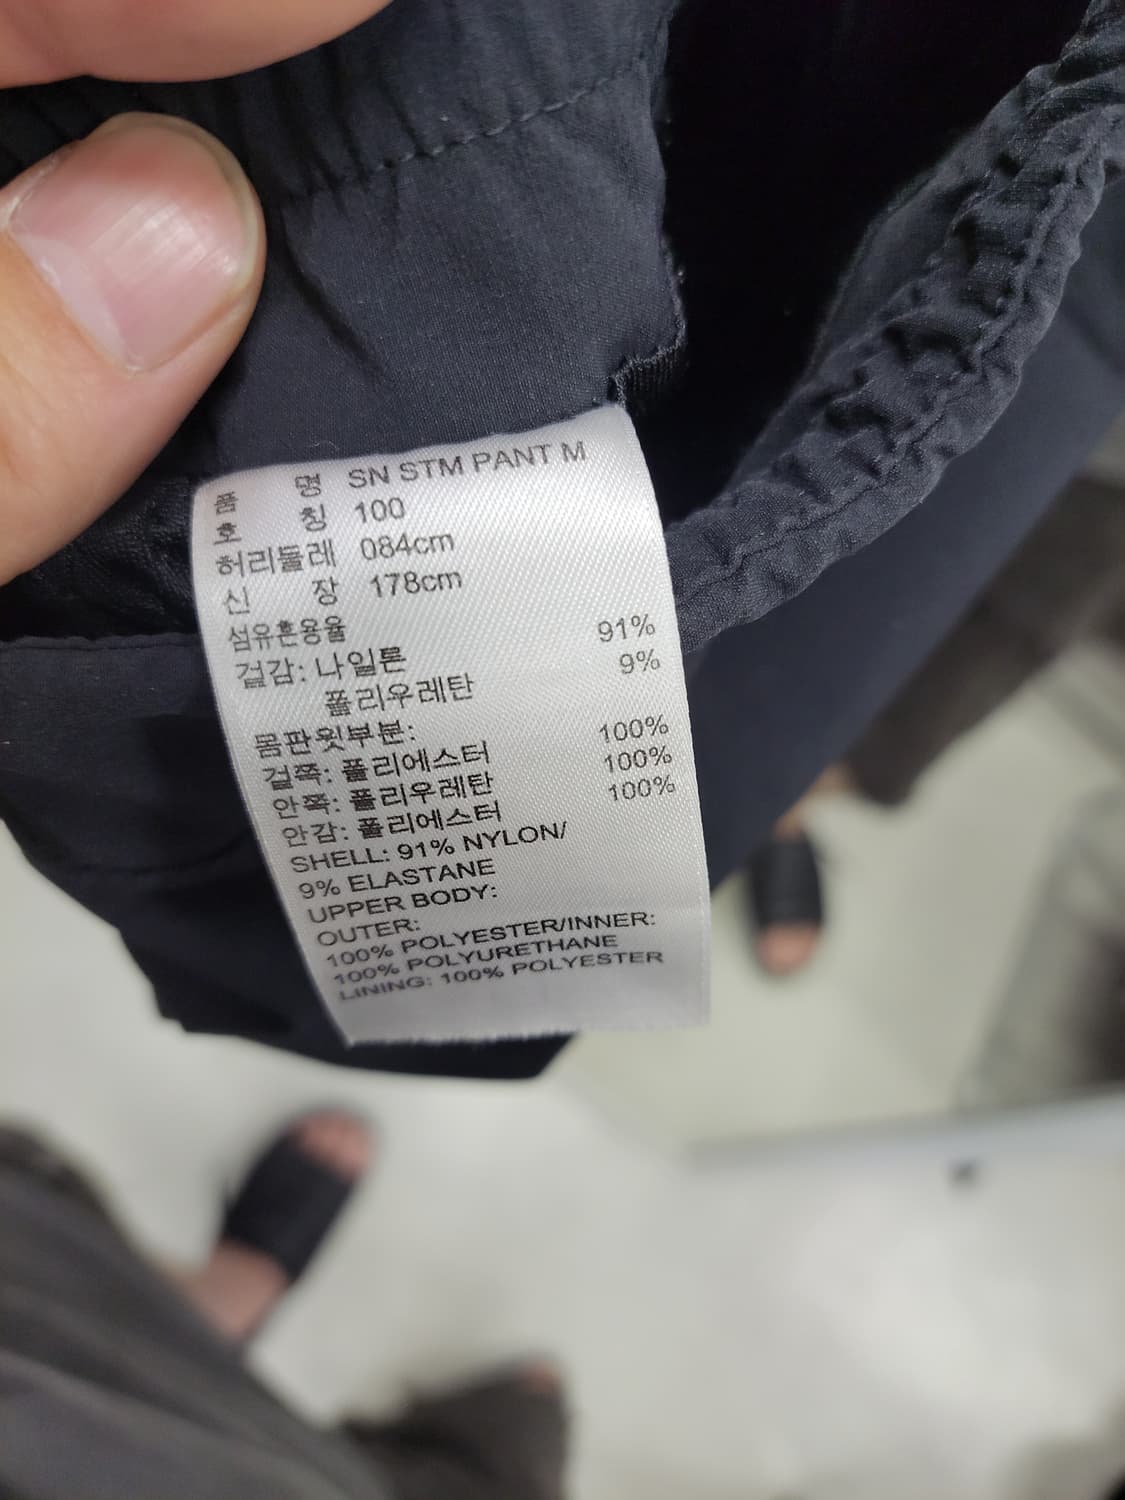 품 명 SN STM PANT M
호 칭 100
허리둘레 084cm
신 장 178cm
섬유혼용율
겉감: 나일론 91%
폴리우레탄 9%
몸판윗부분:
겉쪽: 폴리에스터 100%
안쪽: 폴리우레탄 100%
안감: 폴리에스터 100%
SHELL: 91% NYLON/
9% ELASTANE
UPPER BODY:
OUTER:
100% POLYESTER/INNER:
100% POLYURETHANE
LINING: 100% POLYESTER